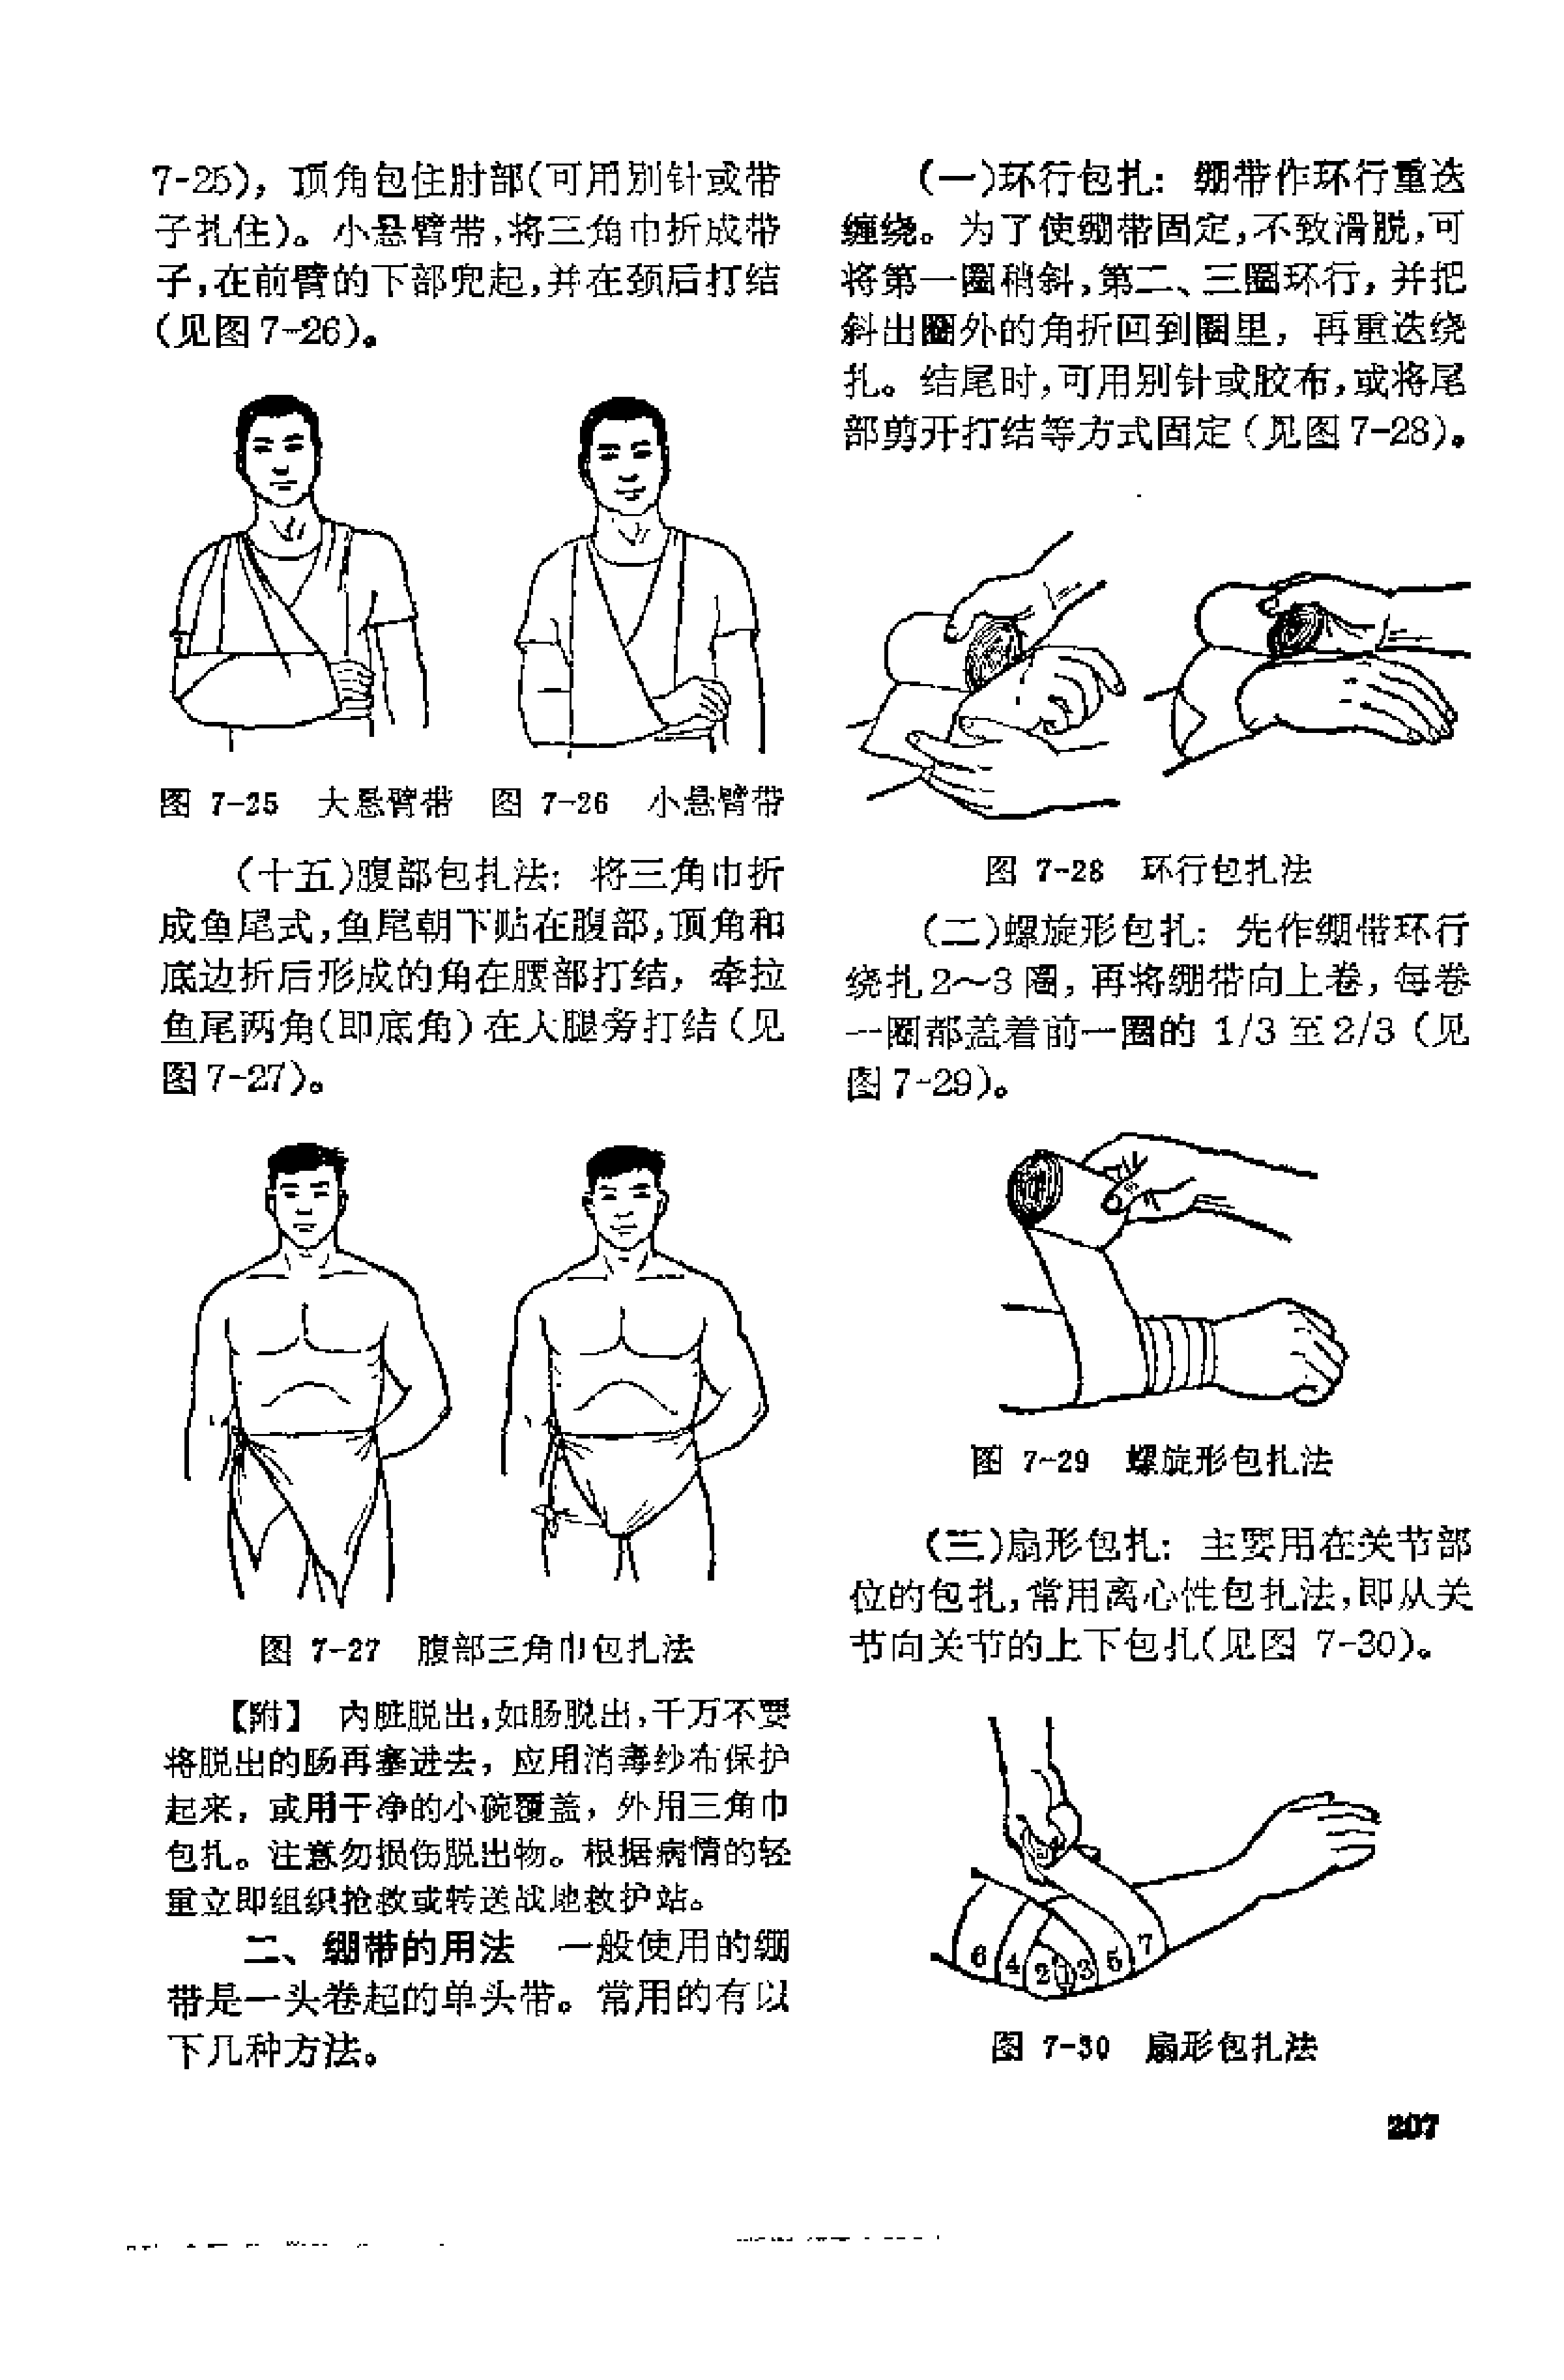 7-25)，顶角包住肘部(可用别针或带
子扎住)。小悬臂带,将三角巾折成带
子,在前臂的下部兜起,并在颈后打结
(见图7-26)。
图 7-25 大悬臂带 图 7-26 小悬臂带
(十五)腹部包扎法：将三角巾折
成鱼尾式,鱼尾朝下贴在腹部,顶角和
底边折后形成的角在腰部打结，牵拉
鱼尾两角(即底角)在大腿旁打结(见
图7-27)。
图 7-27 腹部三角巾包扎法
【附】 内脏脱出,如肠脱出,千万不要
将脱出的肠再塞进去，应用消毒纱布保护
起来，或用干净的小碗覆盖，外用三角巾
包扎。注意勿损伤脱出物。根据病情的轻
重立即组织抢救或转送战地救护站。
二、绷带的用法 一般使用的绷
带是一头卷起的单头带。常用的有以
下几种方法。
(一)环行包扎：绷带作环行重迭
缠绕。为了使绷带固定,不致滑脱,可
将第一圈稍斜,第二、三圈环行，并把
斜出圈外的角折回到圈里，再重迭绕
扎。结尾时,可用别针或胶布,或将尾
部剪开打结等方式固定(见图7-28)。
图 7-28 环行包扎法
(二)螺旋形包扎：先作绷带环行
绕扎2～3圈，再将绷带向上卷，每卷
一圈都盖着前一圈的 1/3 至2/3 (见
图7-29)。
图 7-29 螺旋形包扎法
(三)扇形包扎：主要用在关节部
位的包扎,常用离心性包扎法,即从关
节向关节的上下包扎(见图 7-30)。
6 4 2 1 3 5 7
图 7-30 扇形包扎法
207